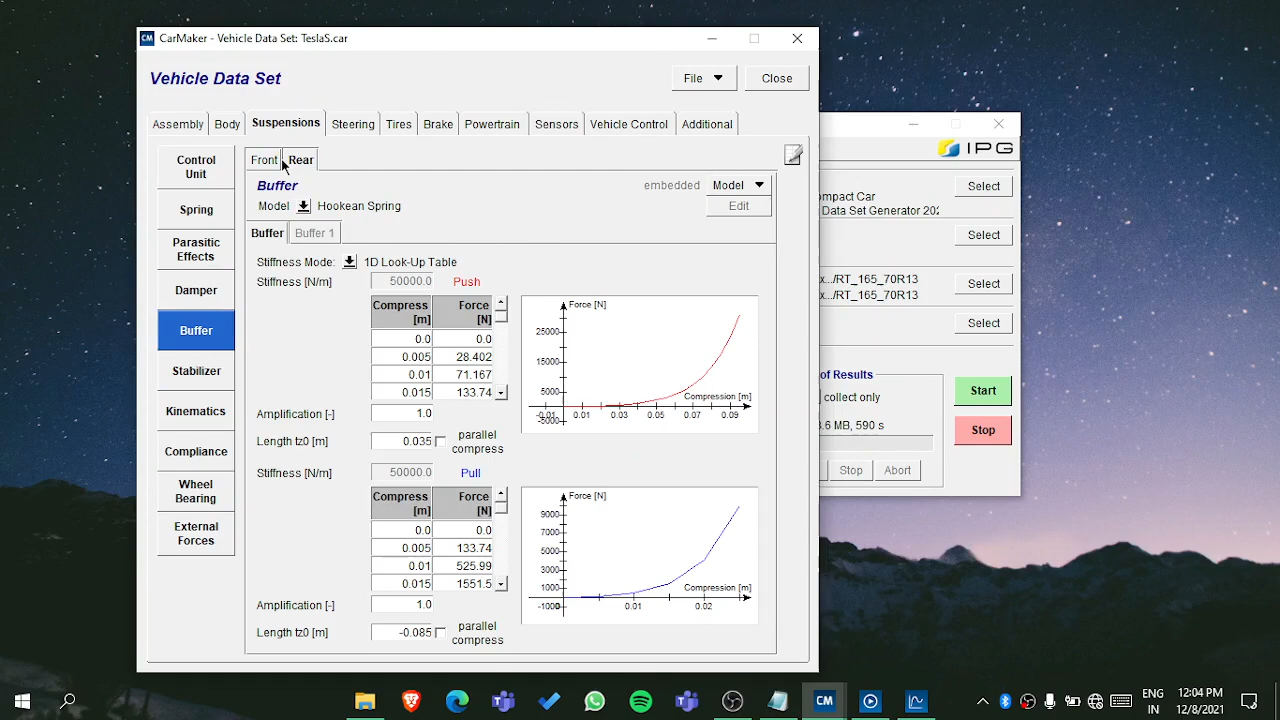 CM CarMaker - Vehicle Data Set: TeslaS.car
Vehicle Data Set
File
Close
Assembly Body Suspensions Steering Tires Brake Powertrain Sensors Vehicle Control Additional
Control Unit
Spring
Parasitic Effects
Damper
Buffer
Stabilizer
Kinematics
Compliance
Wheel Bearing
External Forces
Front Rear
Buffer
embedded Model
Model Hookean Spring
Edit
Buffer Buffer 1
Stiffness Mode: 1D Look-Up Table
Stiffness [N/m] 50000.0 Push
Compress [m] Force [N]
0.0 0.0
0.005 28.402
0.01 71.167
0.015 133.74
Force [N]
25000
15000
5000
-5000
Compression [m]
-0.01 0.01 0.03 0.05 0.07 0.09
Amplification [-] 1.0
Length tz0 [m] 0.035 parallel compress
Stiffness [N/m] 50000.0 Pull
Compress [m] Force [N]
0.0 0.0
0.005 133.74
0.01 525.99
0.015 1551.5
Force [N]
9000
7000
5000
3000
1000
-1000
Compression [m]
0 0.01 0.02
Amplification [-] 1.0
Length tz0 [m] -0.085 parallel compress
IPG
mpact Car
Data Set Generator 202
Select
Select
x.../RT_165_70R13
x.../RT_165_70R13
Select
Select
of Results
collect only
Start
3.6 MB, 590 s
Stop
Stop Abort
CM
ENG
IN
12:04 PM
12/8/2021